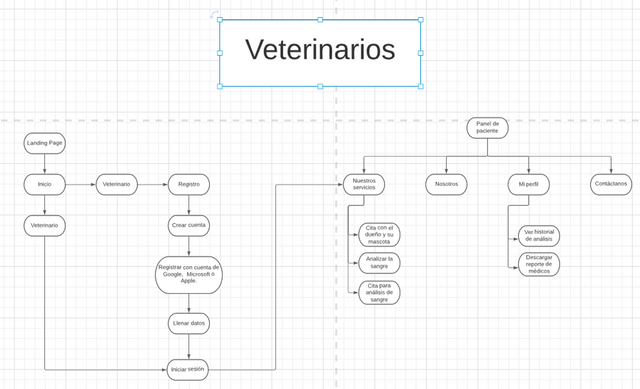 Veterinarios
Panel de
paciente
Landing Page
Inicio
Veterinario
Registro
Nuestros
servicios
Nosotros
Mi perfil
Contáctanos
Veterinario
Crear cuenta
Cita con el
dueño y su
mascota
Ver historial
de análisis
Registrar con cuenta de
Google, Microsoft o
Apple.
Analizar la
sangre
Descargar
reporte de
médicos
Cita para
análisis de
sangre
Llenar datos
Iniciar sesión